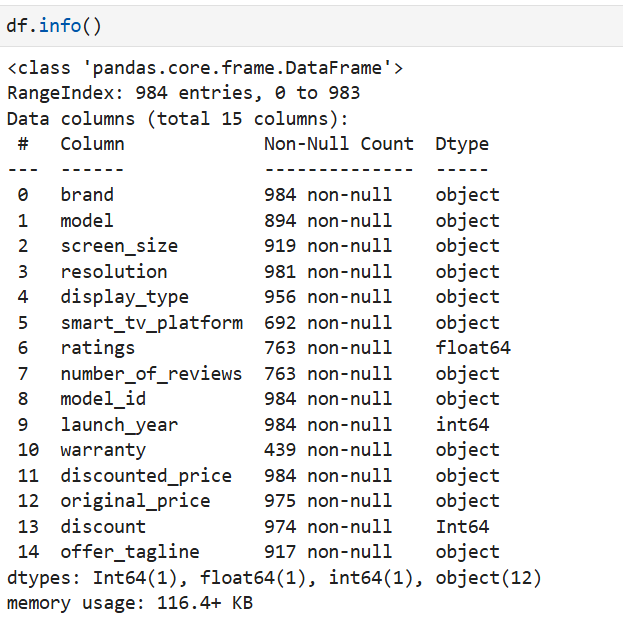 df.info()
<class 'pandas.core.frame.DataFrame'>
RangeIndex: 984 entries, 0 to 983
Data columns (total 15 columns):
 #   Column             Non-Null Count  Dtype
---  ------             --------------  -----
 0   brand              984 non-null    object
 1   model              894 non-null    object
 2   screen_size        919 non-null    object
 3   resolution         981 non-null    object
 4   display_type       956 non-null    object
 5   smart_tv_platform  692 non-null    object
 6   ratings            763 non-null    float64
 7   number_of_reviews  763 non-null    object
 8   model_id           984 non-null    object
 9   launch_year        984 non-null    int64
 10  warranty           439 non-null    object
 11  discounted_price   984 non-null    object
 12  original_price     975 non-null    object
 13  discount           974 non-null    Int64
 14  offer_tagline      917 non-null    object
dtypes: Int64(1), float64(1), int64(1), object(12)
memory usage: 116.4+ KB